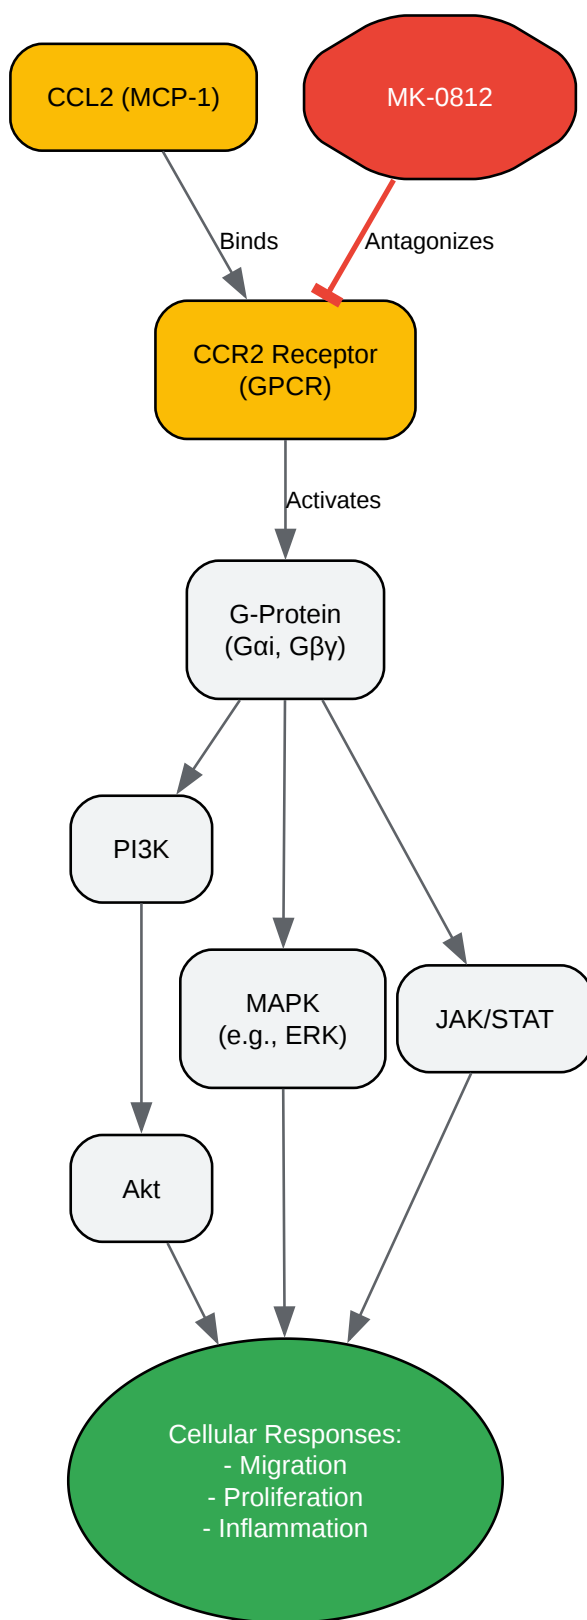 CCL2 (MCP-1)
MK-0812
Binds
Antagonizes
CCR2 Receptor
(GPCR)
Activates
G-Protein
(Gαi, Gβγ)
PI3K
MAPK
(e.g., ERK)
JAK/STAT
Akt
Cellular Responses:
- Migration
- Proliferation
- Inflammation